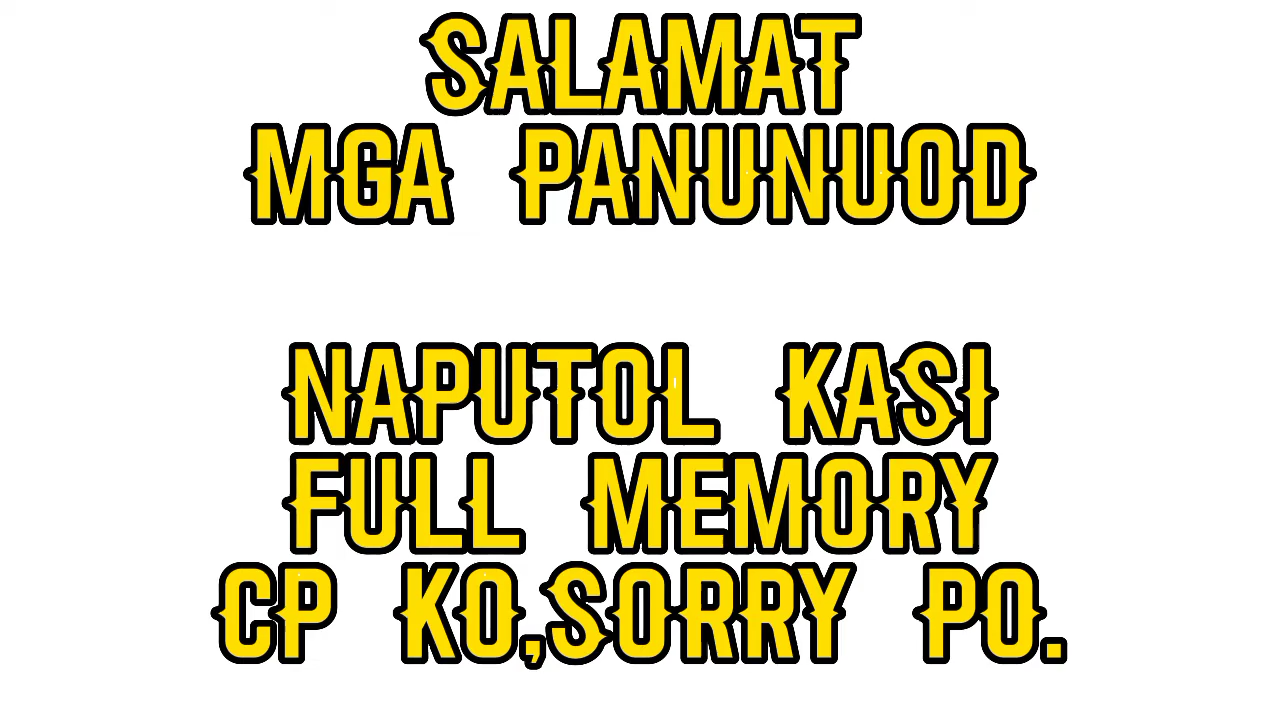 SALAMAT
MGA PANUNUOD
NAPUTOL KASI
FULL MEMORY
CP KO,SORRY PO.